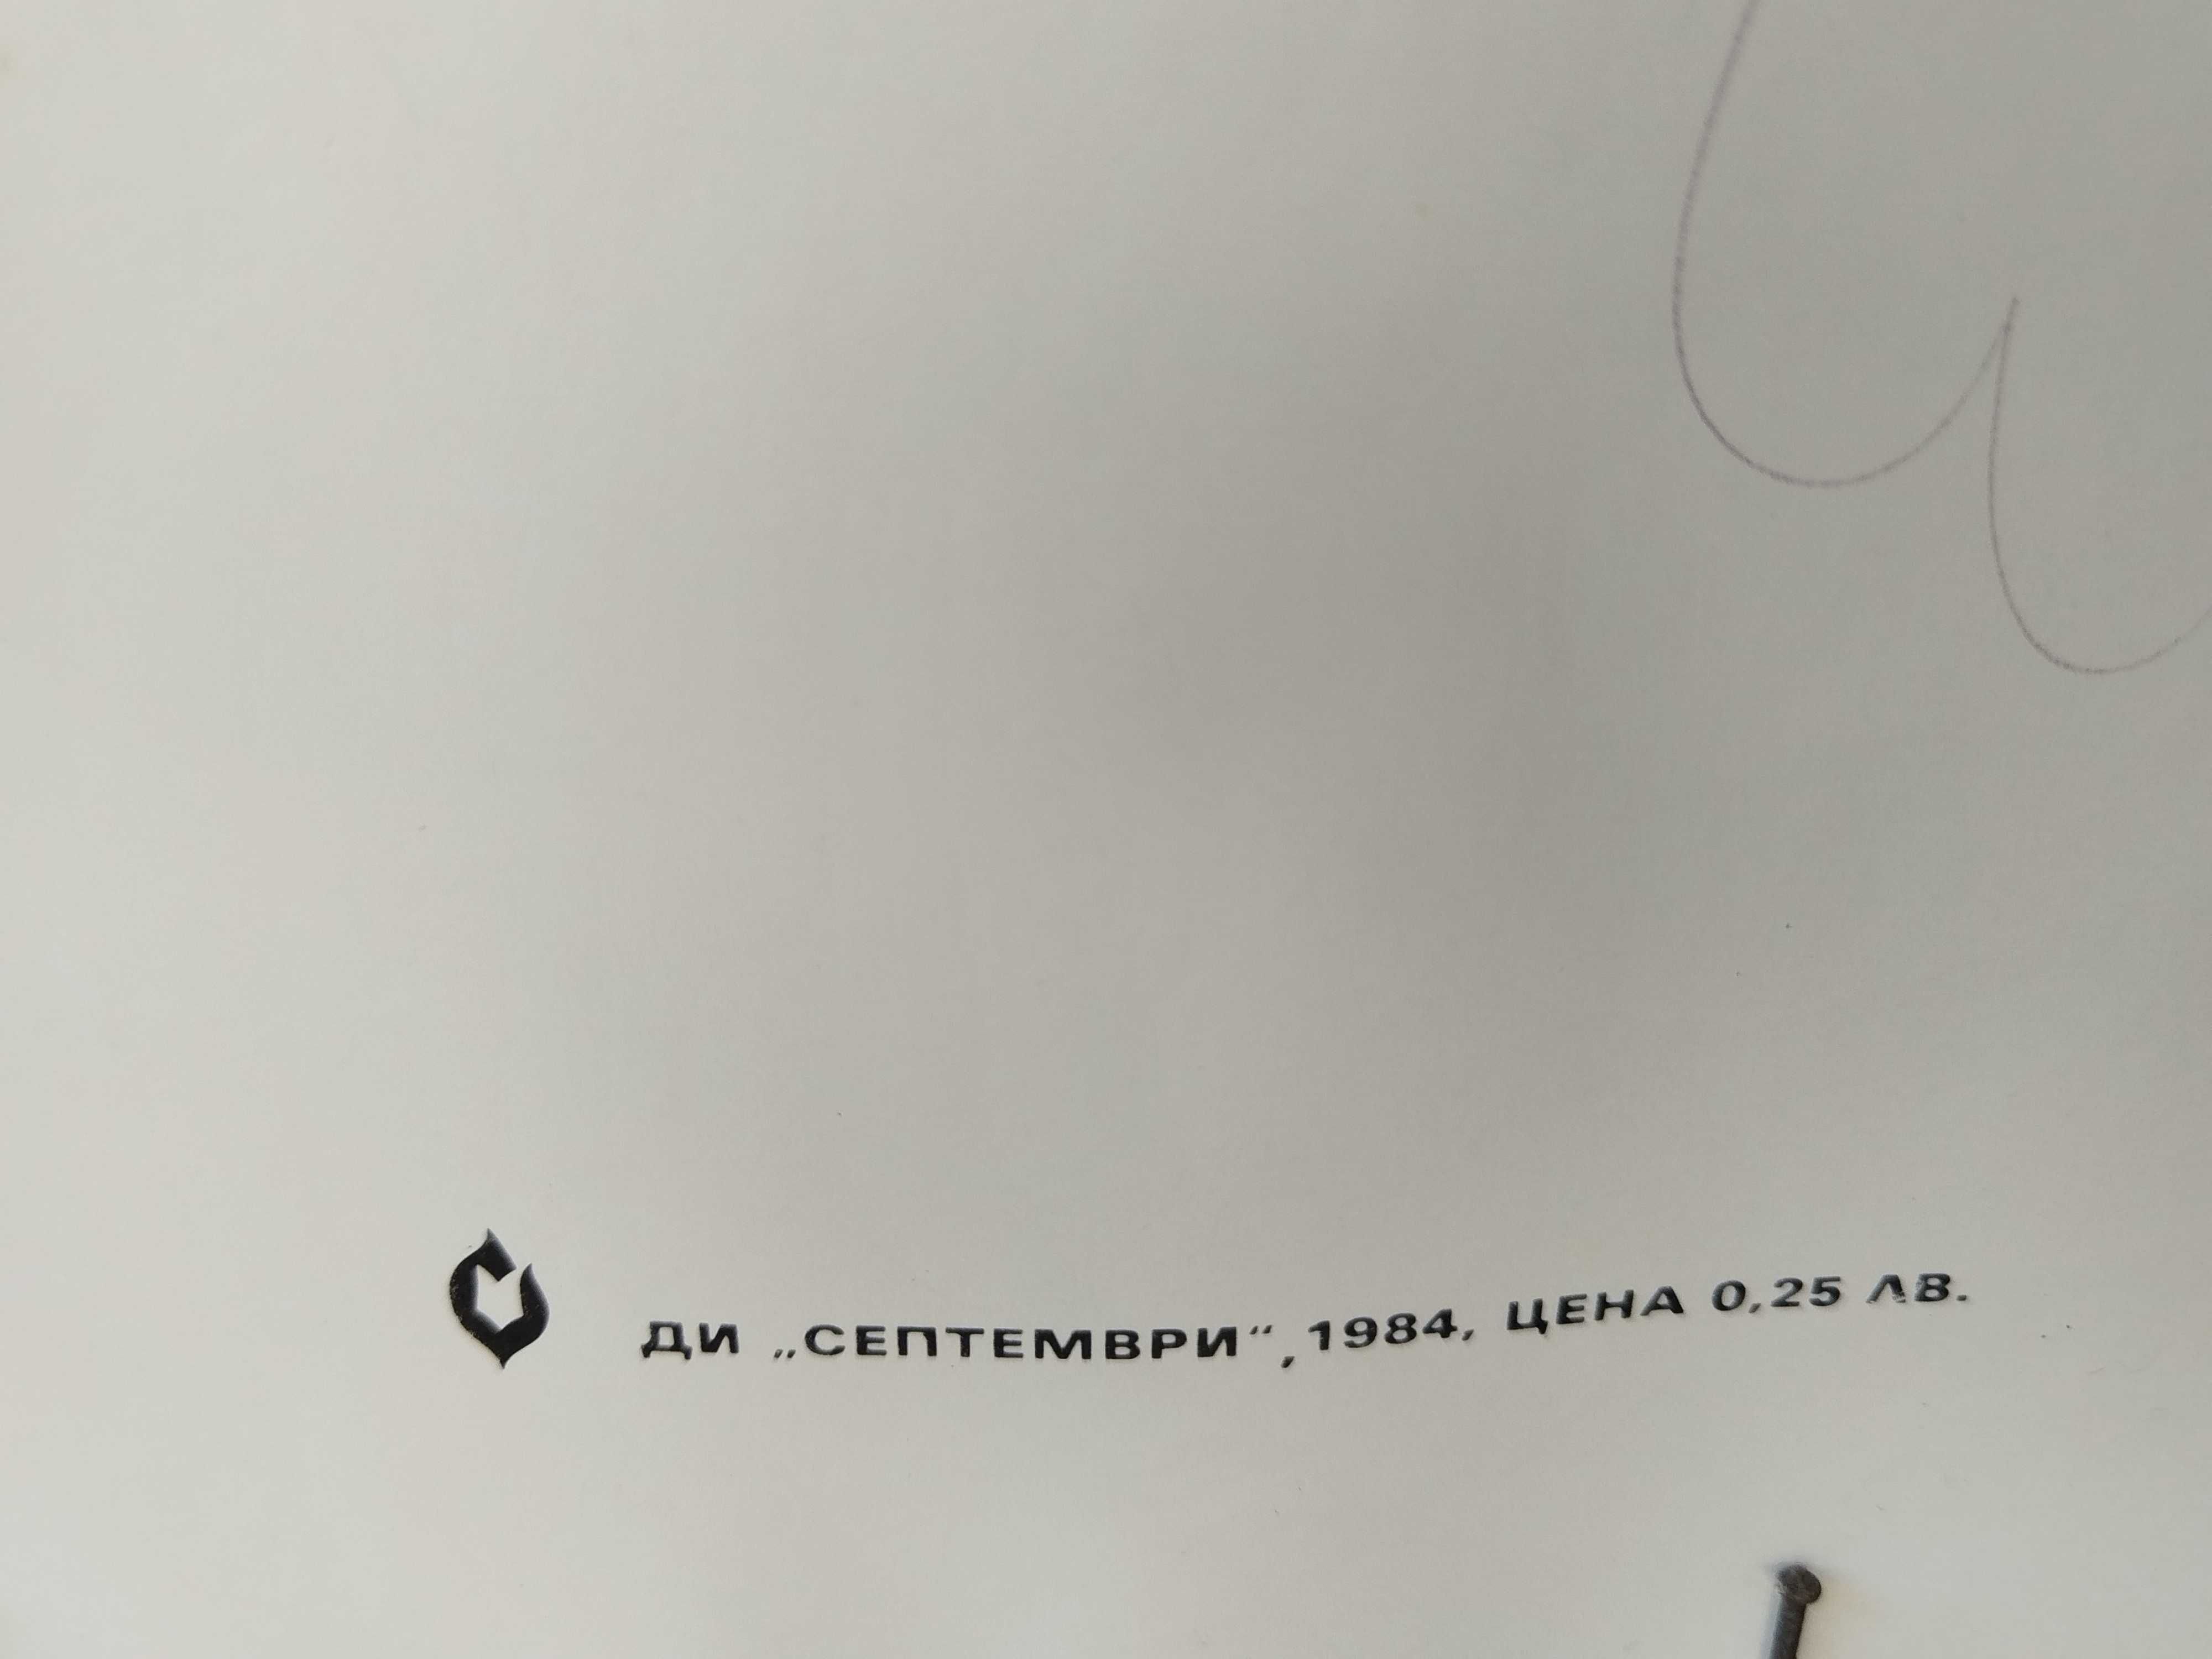 ДИ „СЕПТЕМВРИ“, 1984, ЦЕНА 0,25 ЛВ.